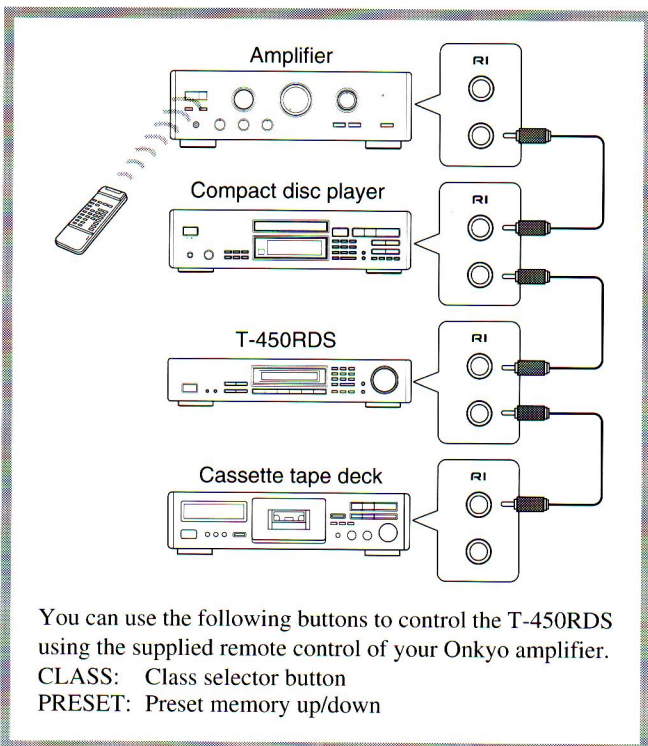 Amplifier
RI
Compact disc player
RI
T-450RDS
RI
Cassette tape deck
RI
You can use the following buttons to control the T-450RDS
using the supplied remote control of your Onkyo amplifier.
CLASS: Class selector button
PRESET: Preset memory up/down